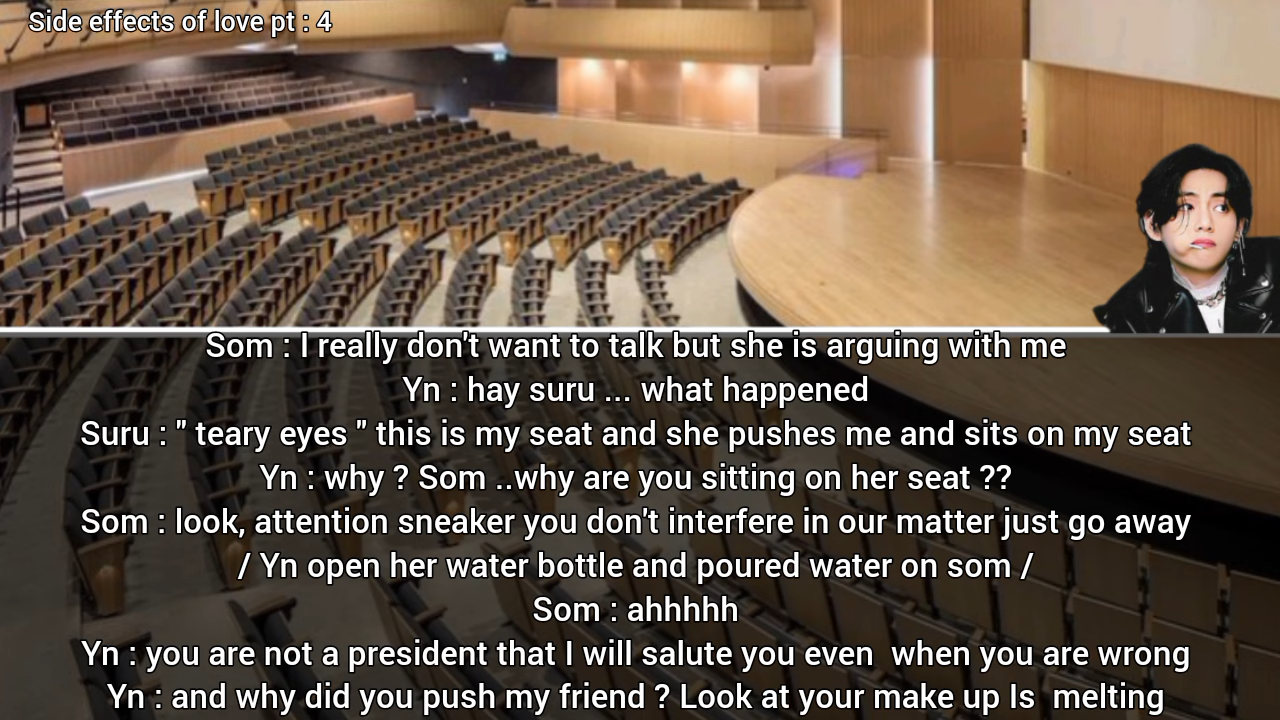 Side effects of love pt : 4
Som : I really don't want to talk but she is arguing with me
Yn : hay suru ... what happened
Suru : " teary eyes " this is my seat and she pushes me and sits on my seat
Yn : why ? Som ..why are you sitting on her seat ??
Som : look, attention sneaker you don't interfere in our matter just go away
/ Yn open her water bottle and poured water on som /
Som : ahhhhh
Yn : you are not a president that I will salute you even  when you are wrong
Yn : and why did you push my friend ? Look at your make up Is  melting